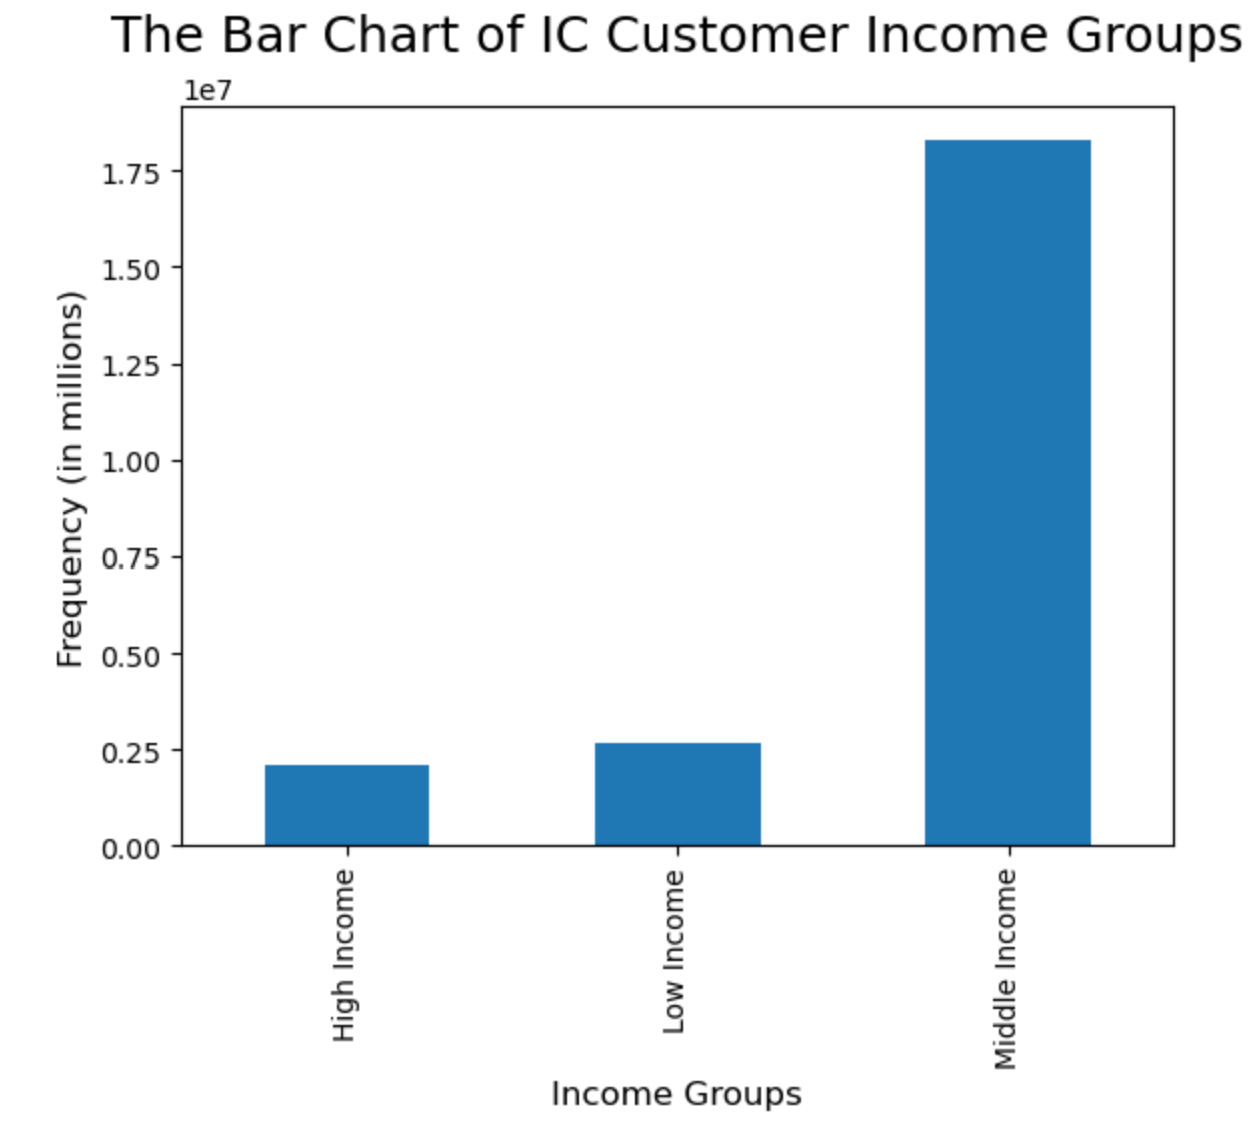 The Bar Chart of IC Customer Income Groups
1e7
1.75
1.50
1.25
1.00
0.75
0.50
0.25
0.00
Frequency (in millions)
High Income
Low Income
Middle Income
Income Groups